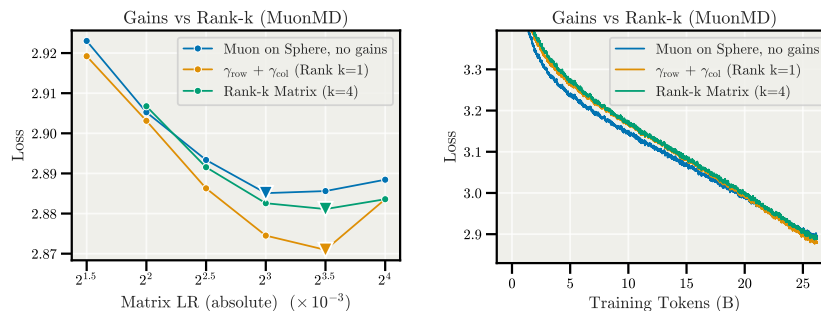 Gains vs Rank-k (MuonMD)
Muon on Sphere, no gains
γrow + γcol (Rank k=1)
Rank-k Matrix (k=4)
Loss
2.92
2.91
2.90
2.89
2.88
2.87
2^1.5 2^2 2^2.5 2^3 2^3.5 2^4
Matrix LR (absolute) (×10^−3)
Gains vs Rank-k (MuonMD)
Muon on Sphere, no gains
γrow + γcol (Rank k=1)
Rank-k Matrix (k=4)
Loss
3.3
3.2
3.1
3.0
2.9
0 5 10 15 20 25
Training Tokens (B)